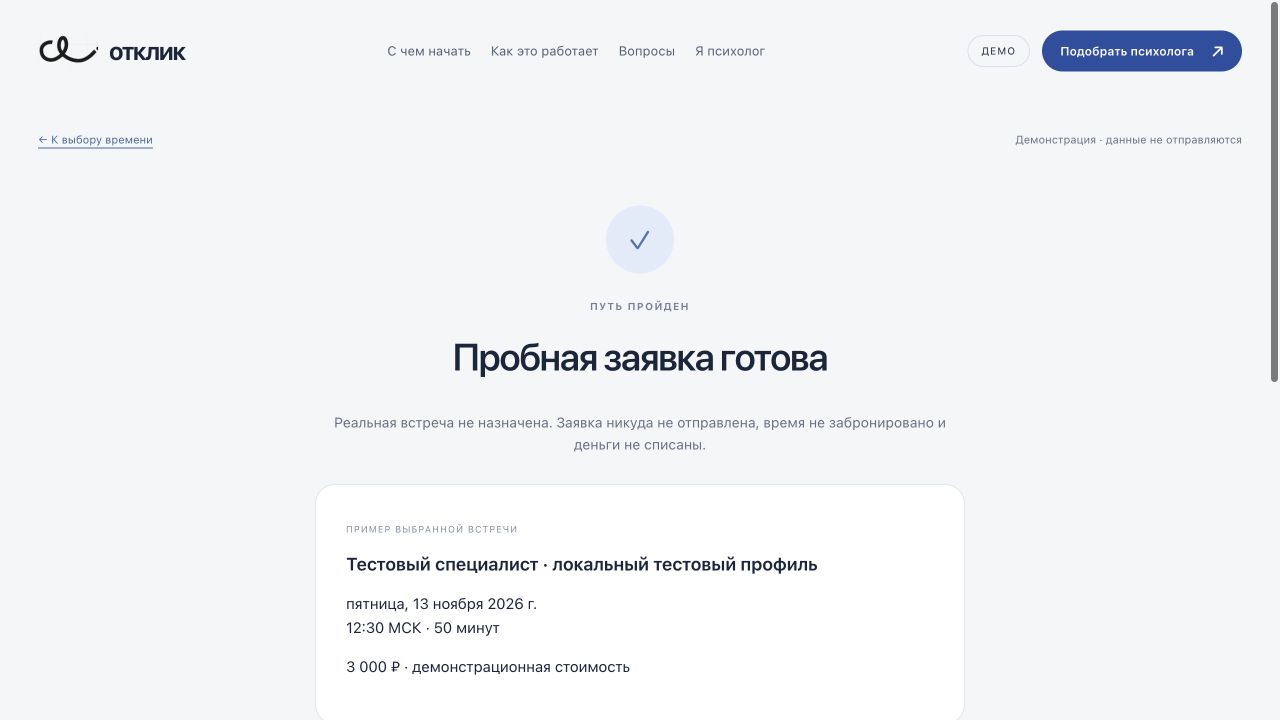 отклик
С чем начать
Как это работает
Вопросы
Я психолог
ДЕМО
Подобрать психолога ↗
← К выбору времени
Демонстрация · данные не отправляются
ПУТЬ ПРОЙДЕН
Пробная заявка готова
Реальная встреча не назначена. Заявка никуда не отправлена, время не забронировано и
деньги не списаны.
ПРИМЕР ВЫБРАННОЙ ВСТРЕЧИ
Тестовый специалист · локальный тестовый профиль
пятница, 13 ноября 2026 г.
12:30 МСК · 50 минут
3 000 ₽ · демонстрационная стоимость